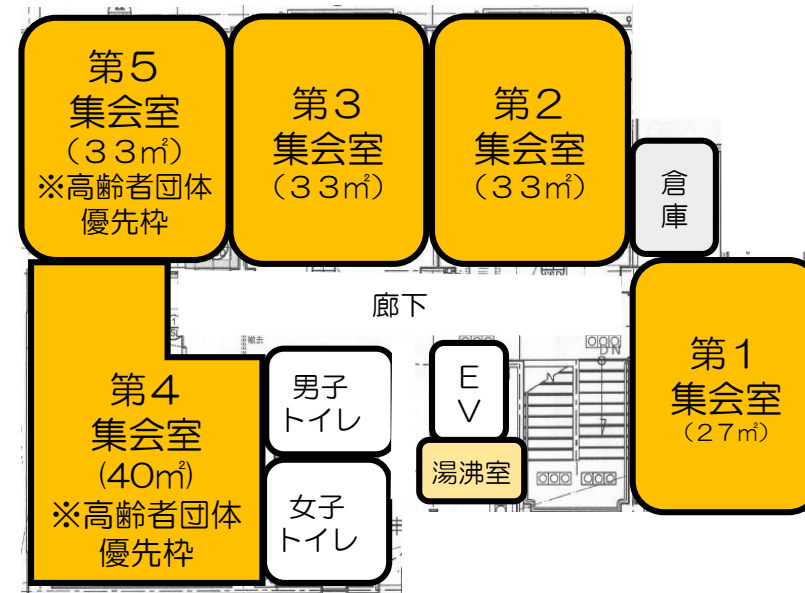 第５
集会室
（３３㎡）
※高齢者団体
優先枠
第３
集会室
（３３㎡）
第２
集会室
（３３㎡）
倉
庫
廊下
第１
集会室
（２７㎡）
第４
集会室
(40㎡)
※高齢者団体
優先枠
男子
トイレ
女子
トイレ
Ｅ
Ｖ
湯沸室
DN